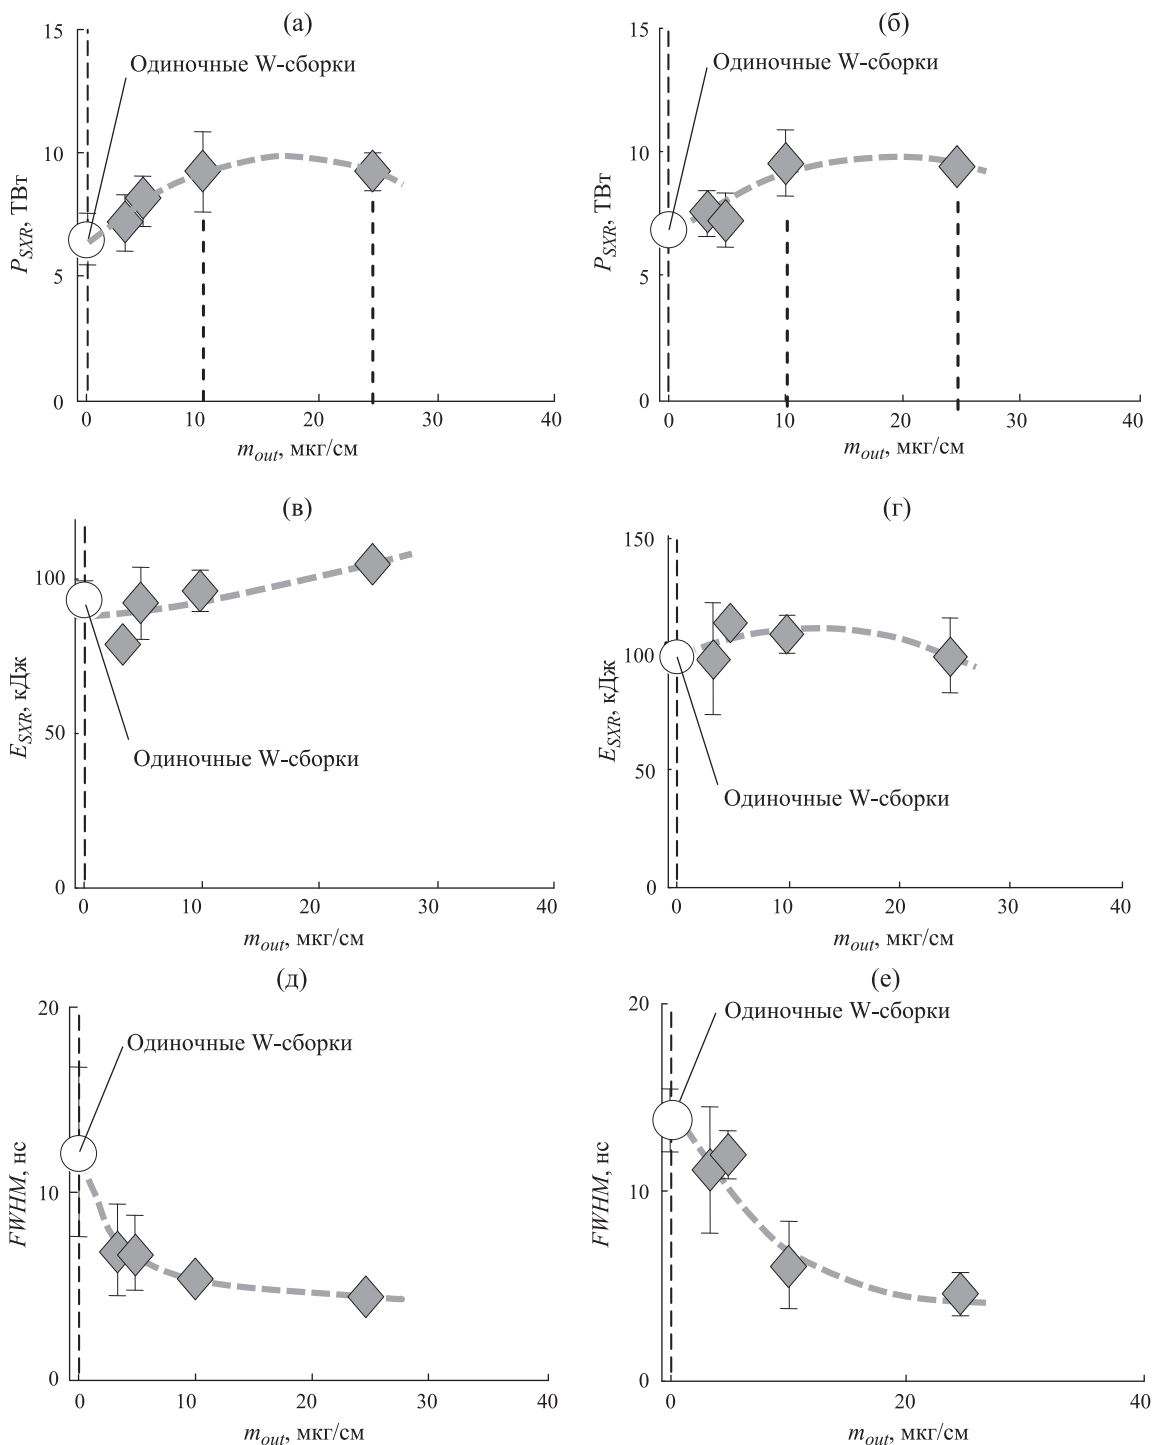 (а)
15
Одиночные W-сборки
10
P_SXR, ТВт
5
0
0 10 20 30 40
m_out, мкг/см
(б)
15
Одиночные W-сборки
10
P_SXR, ТВт
5
0
0 10 20 30 40
m_out, мкг/см
(в)
100
E_SXR, кДж
50
Одиночные W-сборки
0
0 10 20 30 40
m_out, мкг/см
(г)
150
100
E_SXR, кДж
50
Одиночные W-сборки
0
0 10 20 30 40
m_out, мкг/см
(д)
20
Одиночные W-сборки
FWHM, нс
10
0
0 10 20 30 40
m_out, мкг/см
(е)
20
Одиночные W-сборки
FWHM, нс
10
0
0 20 40
m_out, мкг/см